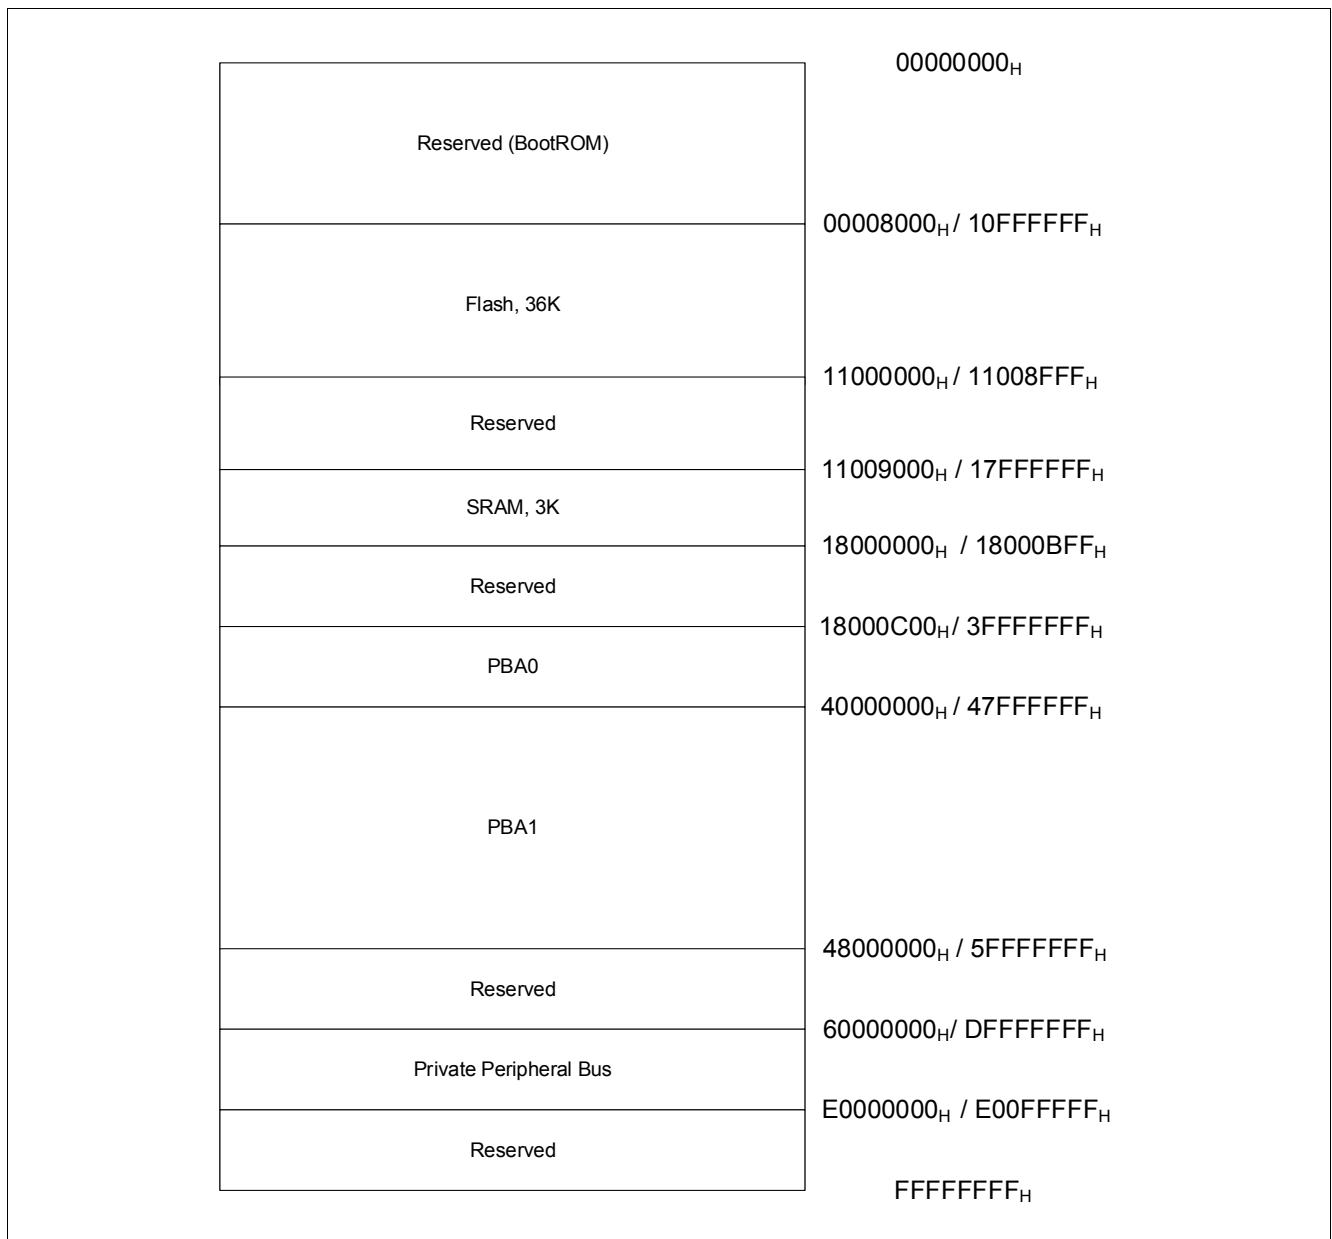 00000000H
Reserved (BootROM)
00008000H / 10FFFFFFH
Flash, 36K
11000000H / 11008FFFH
Reserved
11009000H / 17FFFFFFH
SRAM, 3K
18000000H / 18000BFFH
Reserved
18000C00H / 3FFFFFFFH
PBA0
40000000H / 47FFFFFFH
PBA1
48000000H / 5FFFFFFFH
Reserved
60000000H/ DFFFFFFFH
Private Peripheral Bus
E0000000H / E00FFFFFH
Reserved
FFFFFFFFH